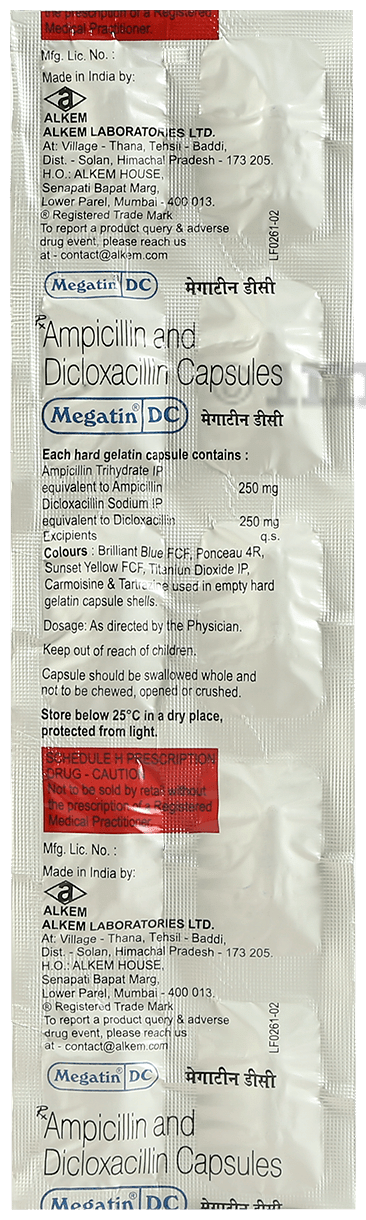 the prescription of a Registered
Medical Practitioner.
Mfg. Lic. No. :
Made in India by:
a
ALKEM
ALKEM LABORATORIES LTD.
At: Village - Thana, Tehsil - Baddi,
Dist. - Solan, Himachal Pradesh - 173 205.
H.O.: ALKEM HOUSE,
Senapati Bapat Marg,
Lower Parel, Mumbai - 400 013.
® Registered Trade Mark
To report a product query & adverse
drug event, please reach us
at - contact@alkem.com
LF0261-02
Megatin® DC मेगाटीन डीसी
Rx Ampicillin and
Dicloxacillin Capsules
Megatin® DC मेगाटीन डीसी
Each hard gelatin capsule contains :
Ampicillin Trihydrate IP
equivalent to Ampicillin 250 mg
Dicloxacillin Sodium IP
equivalent to Dicloxacillin 250 mg
Excipients q.s.
Colours : Brilliant Blue FCF, Ponceau 4R,
Sunset Yellow FCF, Titaniun Dioxide IP,
Carmoisine & Tartrazine used in empty hard
gelatin capsule shells.
Dosage: As directed by the Physician.
Keep out of reach of children.
Capsule should be swallowed whole and
not to be chewed, opened or crushed.
Store below 25°C in a dry place,
protected from light.
SCHEDULE H PRESCRIPTION
DRUG - CAUTION
Not to be sold by retail without
the prescription of a Registered
Medical Practitioner.
Mfg. Lic. No. :
Made in India by:
a
ALKEM
ALKEM LABORATORIES LTD.
At: Village - Thana, Tehsil - Baddi,
Dist. - Solan, Himachal Pradesh - 173 205.
H.O.: ALKEM HOUSE,
Senapati Bapat Marg,
Lower Parel, Mumbai - 400 013.
® Registered Trade Mark
To report a product query & adverse
drug event, please reach us
at - contact@alkem.com
LF0261-02
Megatin® DC मेगाटीन डीसी
Rx Ampicillin and
Dicloxacillin Capsules
Megatin® DC मेगाटीन डीसी